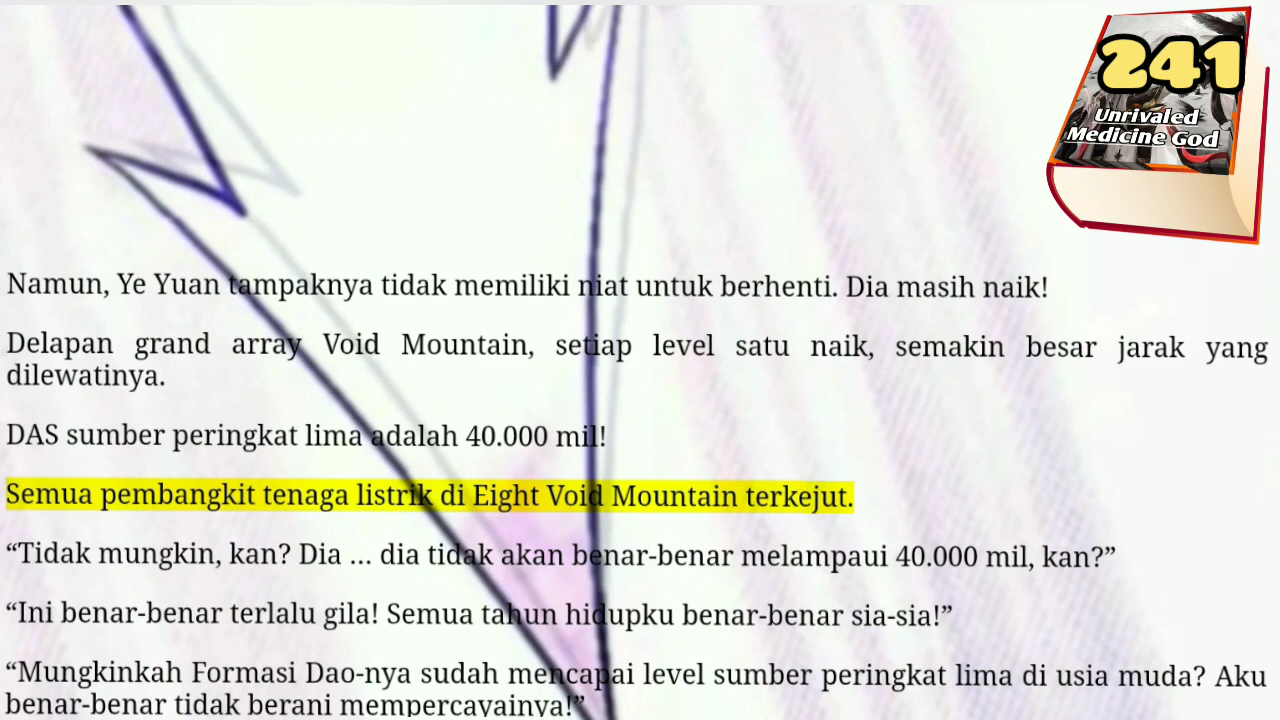 241
Unrivaled
Medicine God
Namun, Ye Yuan tampaknya tidak memiliki niat untuk berhenti. Dia masih naik!
Delapan grand array Void Mountain, setiap level satu naik, semakin besar jarak yang
dilewatinya.
DAS sumber peringkat lima adalah 40.000 mil!
Semua pembangkit tenaga listrik di Eight Void Mountain terkejut.
“Tidak mungkin, kan? Dia … dia tidak akan benar-benar melampaui 40.000 mil, kan?”
“Ini benar-benar terlalu gila! Semua tahun hidupku benar-benar sia-sia!”
“Mungkinkah Formasi Dao-nya sudah mencapai level sumber peringkat lima di usia muda? Aku
benar-benar tidak berani mempercayainya!”